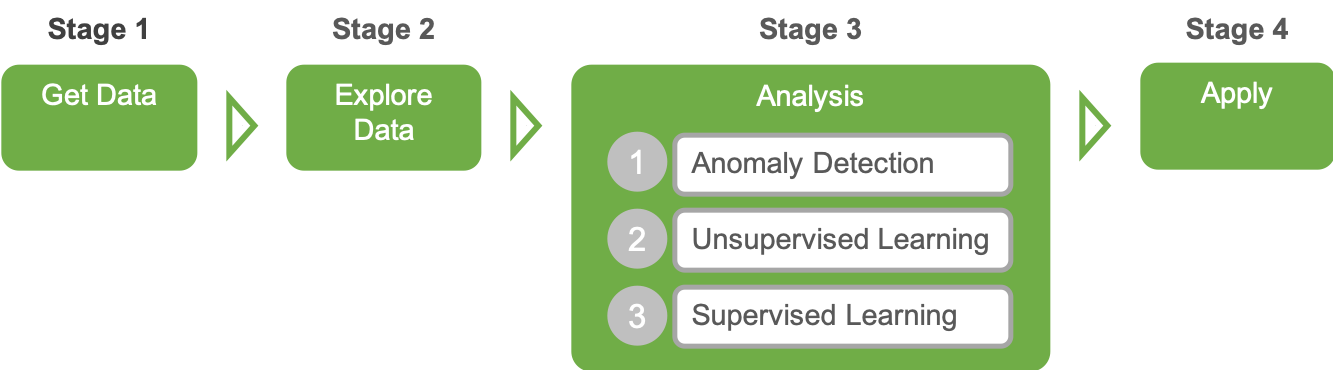 Stage 1
Get Data
Stage 2
Explore
Data
Stage 3
Analysis
1 Anomaly Detection
2 Unsupervised Learning
3 Supervised Learning
Stage 4
Apply